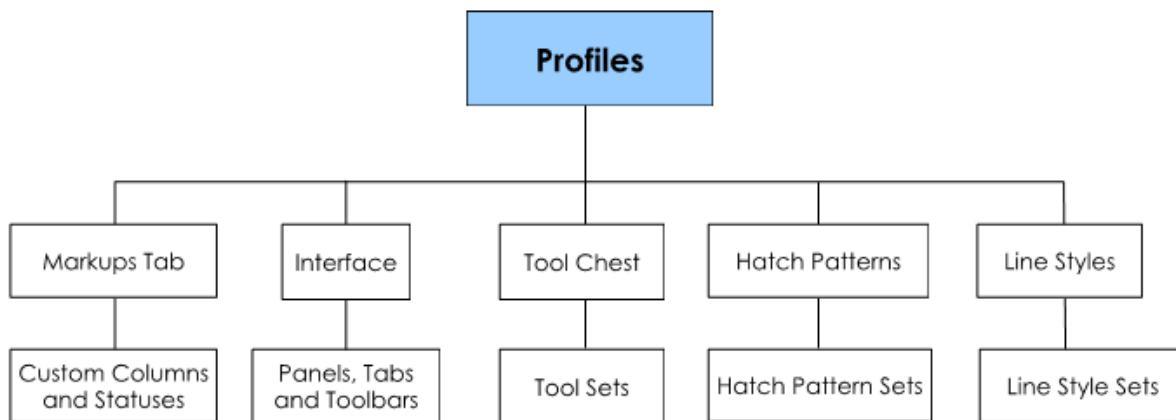 Profiles
Markups Tab
Interface
Tool Chest
Hatch Patterns
Line Styles
Custom Columns
and Statuses
Panels, Tabs
and Toolbars
Tool Sets
Hatch Pattern Sets
Line Style Sets